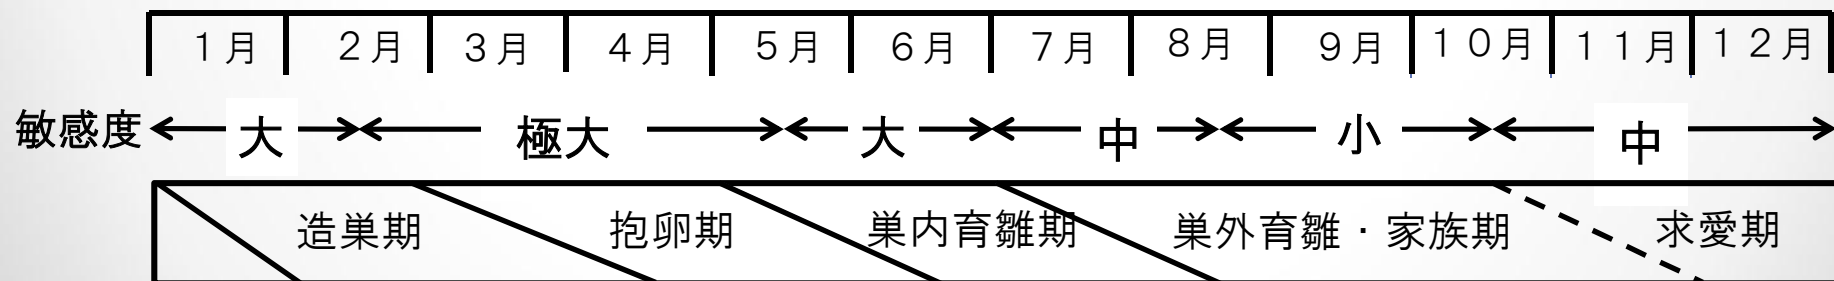 １月 ２月 ３月 ４月 ５月 ６月 ７月 ８月 ９月 １０月 １１月 １２月
敏感度 大 極大 大 中 小 中
造巣期 抱卵期 巣内育雛期 巣外育雛・家族期 求愛期